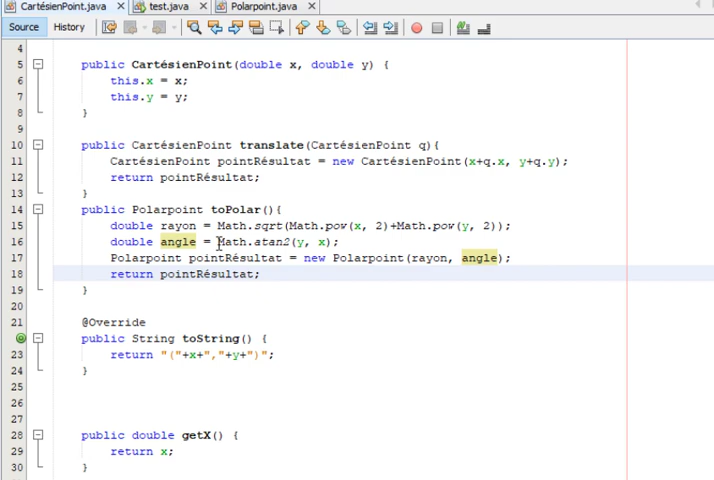 CartésienPoint.java
test.java
Polarpoint.java
Source
History
4
5 public CartésienPoint(double x, double y) {
6 this.x = x;
7 this.y = y;
8 }
9
10 public CartésienPoint translate(CartésienPoint q){
11 CartésienPoint pointRésultat = new CartésienPoint(x+q.x, y+q.y);
12 return pointRésultat;
13 }
14 public Polarpoint toPolar(){
15 double rayon = Math.sqrt(Math.pow(x, 2)+Math.pow(y, 2));
16 double angle = Math.atan2(y, x);
17 Polarpoint pointRésultat = new Polarpoint(rayon, angle);
18 return pointRésultat;
19 }
20
21 @Override
public String toString() {
23 return "("+x+","+y+")";
24 }
25
26
27
28 public double getX() {
29 return x;
30 }